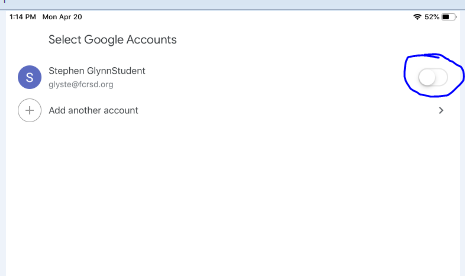 1:14 PM Mon Apr 20 52%
Select Google Accounts
S
Stephen GlynnStudent
glyste@fcrsd.org
Add another account